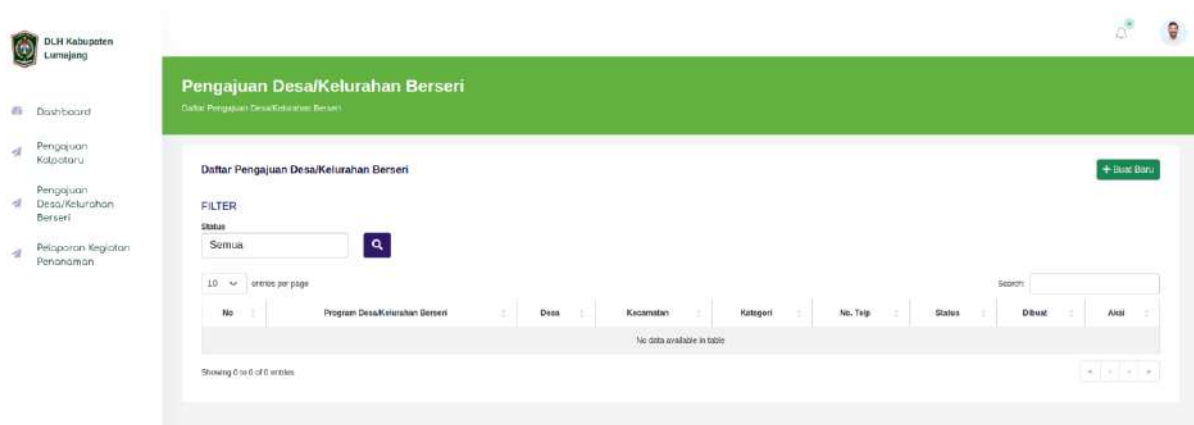 DLH Kabupaten
Lumajang
Dashboard
Pengajuan
Kalpataru
Pengajuan
Desa/Kelurahan
Berseri
Pelaporan Kegiatan
Penanaman
Pengajuan Desa/Kelurahan Berseri
Daftar Pengajuan Desa/Kelurahan Berseri
Daftar Pengajuan Desa/Kelurahan Berseri
+ Buat Baru
FILTER
Status
Semua
10 entries per page
Search:
No Program Desa/Kelurahan Berseri Desa Kecamatan Kategori No. Telp Status Dibuat Aksi
No data available in table
Showing 0 to 0 of 0 entries
« ‹ › »